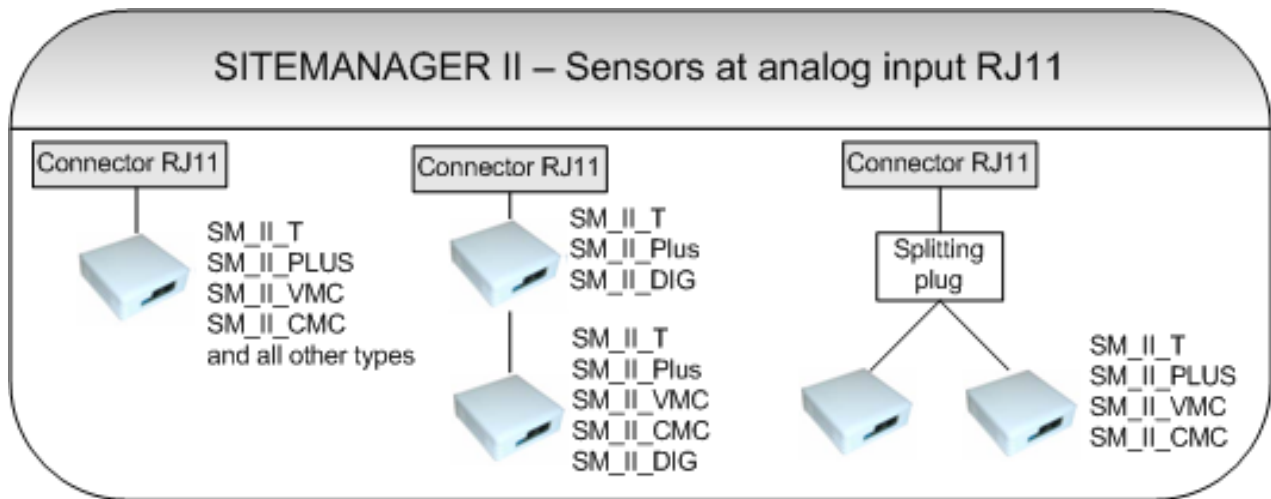 SITEMANAGER II – Sensors at analog input RJ11
Connector RJ11
SM_II_T
SM_II_PLUS
SM_II_VMC
SM_II_CMC
and all other types
Connector RJ11
SM_II_T
SM_II_Plus
SM_II_DIG
SM_II_T
SM_II_Plus
SM_II_VMC
SM_II_CMC
SM_II_DIG
Connector RJ11
Splitting
plug
SM_II_T
SM_II_PLUS
SM_II_VMC
SM_II_CMC